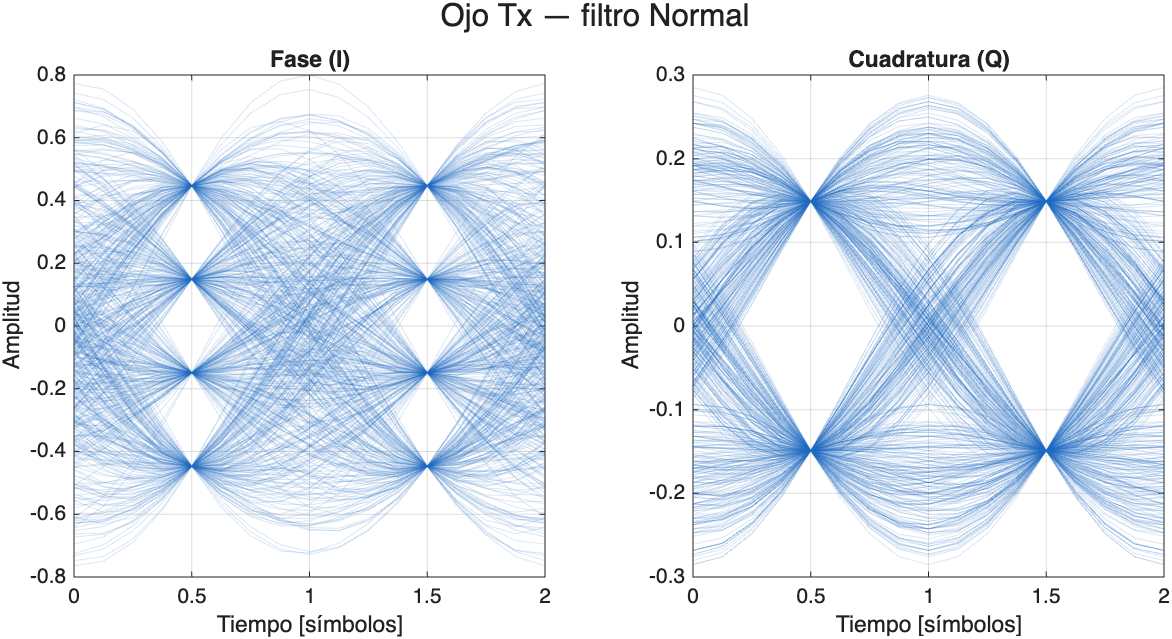 Ojo Tx — filtro Normal
Fase (I)
0.8
0.6
0.4
0.2
0
-0.2
-0.4
-0.6
-0.8
Amplitud
0 0.5 1 1.5 2
Tiempo [símbolos]
Cuadratura (Q)
0.3
0.2
0.1
0
-0.1
-0.2
-0.3
Amplitud
0 0.5 1 1.5 2
Tiempo [símbolos]